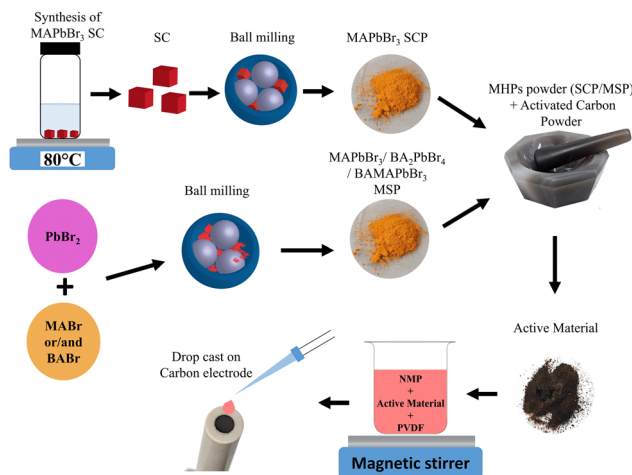 Synthesis of
MAPbBr₃ SC
80°C
SC
Ball milling
MAPbBr₃ SCP
MHPs powder (SCP/MSP)
+ Activated Carbon
Powder
PbBr₂
+
MABr
or/and
BABr
Ball milling
MAPbBr₃/ BA₂PbBr₄
/ BAMAPbBr₃
MSP
Active Material
NMP
+
Active Material
+
PVDF
Magnetic stirrer
Drop cast on
Carbon electrode